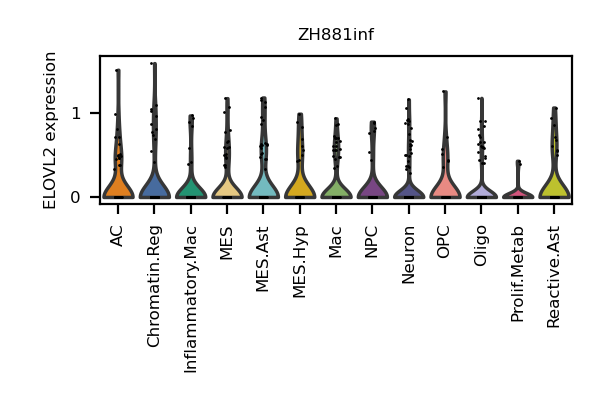 ZH881inf
ELOVL2 expression
1
0
AC
Chromatin.Reg
Inflammatory.Mac
MES
MES.Ast
MES.Hyp
Mac
NPC
Neuron
OPC
Oligo
Prolif.Metab
Reactive.Ast